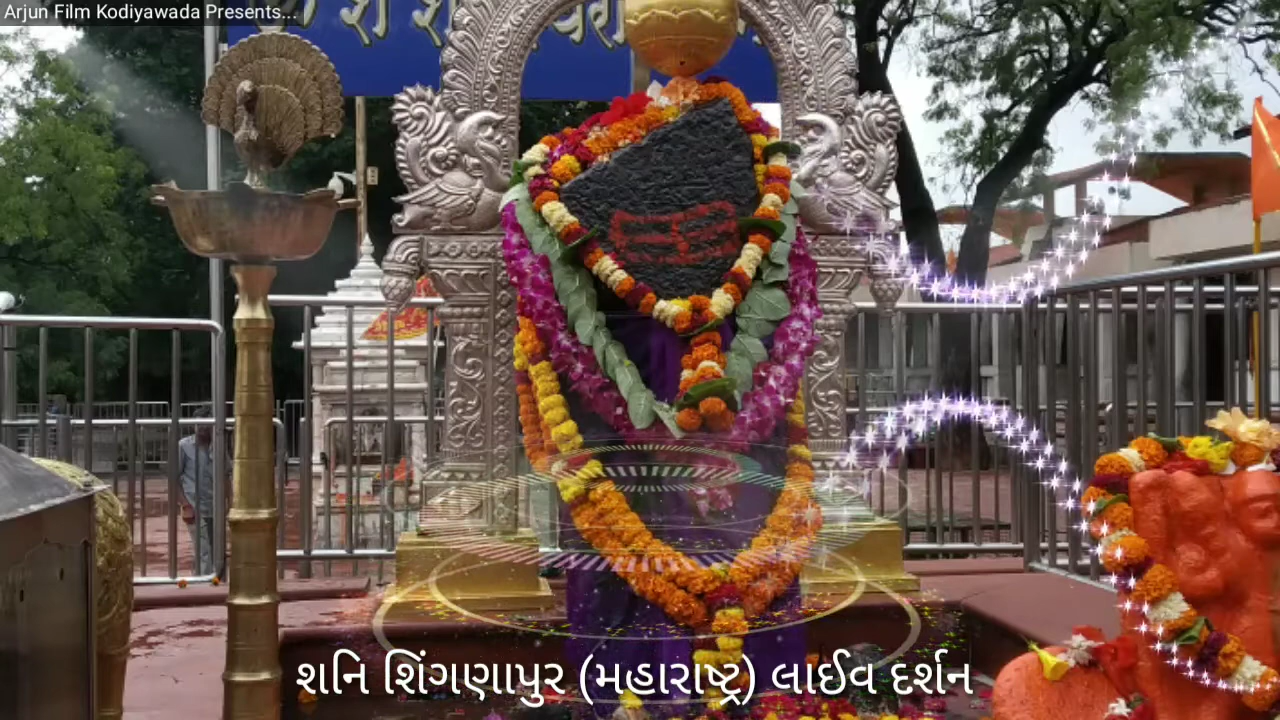 Arjun Film Kodiyawada Presents...
શનિ શિંગણાપુર (મહારાષ્ટ્ર) લાઈવ દર્શન